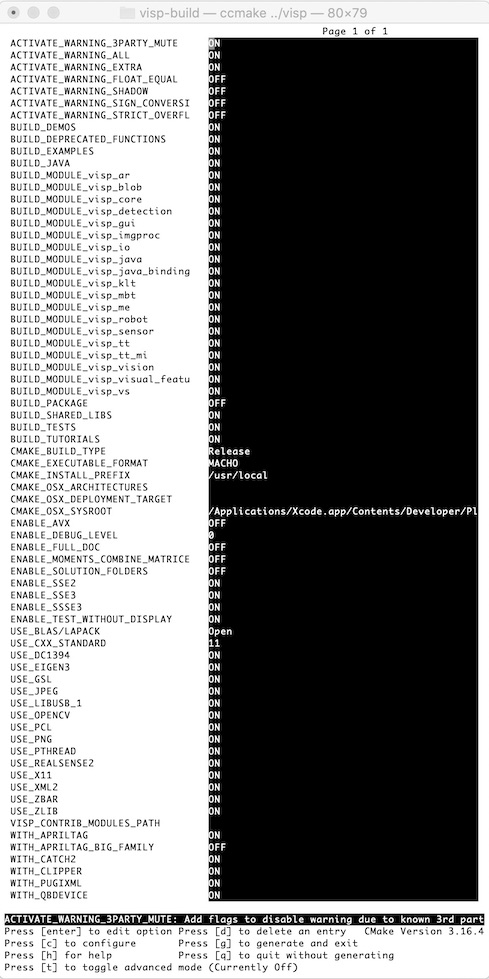 visp-build — ccmake ../visp — 80×79
Page 1 of 1
ACTIVATE_WARNING_3PARTY_MUTE ON
ACTIVATE_WARNING_ALL ON
ACTIVATE_WARNING_EXTRA ON
ACTIVATE_WARNING_FLOAT_EQUAL OFF
ACTIVATE_WARNING_SHADOW OFF
ACTIVATE_WARNING_SIGN_CONVERSI OFF
ACTIVATE_WARNING_STRICT_OVERFL OFF
BUILD_DEMOS ON
BUILD_DEPRECATED_FUNCTIONS ON
BUILD_EXAMPLES ON
BUILD_JAVA ON
BUILD_MODULE_visp_ar ON
BUILD_MODULE_visp_blob ON
BUILD_MODULE_visp_core ON
BUILD_MODULE_visp_detection ON
BUILD_MODULE_visp_gui ON
BUILD_MODULE_visp_imgproc ON
BUILD_MODULE_visp_io ON
BUILD_MODULE_visp_java ON
BUILD_MODULE_visp_java_binding ON
BUILD_MODULE_visp_klt ON
BUILD_MODULE_visp_mbt ON
BUILD_MODULE_visp_me ON
BUILD_MODULE_visp_robot ON
BUILD_MODULE_visp_sensor ON
BUILD_MODULE_visp_tt ON
BUILD_MODULE_visp_tt_mi ON
BUILD_MODULE_visp_vision ON
BUILD_MODULE_visp_visual_featu ON
BUILD_MODULE_visp_vs ON
BUILD_PACKAGE OFF
BUILD_SHARED_LIBS ON
BUILD_TESTS ON
BUILD_TUTORIALS ON
CMAKE_BUILD_TYPE Release
CMAKE_EXECUTABLE_FORMAT MACHO
CMAKE_INSTALL_PREFIX /usr/local
CMAKE_OSX_ARCHITECTURES
CMAKE_OSX_DEPLOYMENT_TARGET
CMAKE_OSX_SYSROOT /Applications/Xcode.app/Contents/Developer/Pl
ENABLE_AVX OFF
ENABLE_DEBUG_LEVEL 0
ENABLE_FULL_DOC OFF
ENABLE_MOMENTS_COMBINE_MATRICE OFF
ENABLE_SOLUTION_FOLDERS OFF
ENABLE_SSE2 ON
ENABLE_SSE3 ON
ENABLE_SSSE3 ON
ENABLE_TEST_WITHOUT_DISPLAY ON
USE_BLAS/LAPACK Open
USE_CXX_STANDARD 11
USE_DC1394 ON
USE_EIGEN3 ON
USE_GSL ON
USE_JPEG ON
USE_LIBUSB_1 ON
USE_OPENCV ON
USE_PCL ON
USE_PNG ON
USE_PTHREAD ON
USE_REALSENSE2 ON
USE_X11 ON
USE_XML2 ON
USE_ZBAR ON
USE_ZLIB ON
VISP_CONTRIB_MODULES_PATH
WITH_APRILTAG ON
WITH_APRILTAG_BIG_FAMILY OFF
WITH_CATCH2 ON
WITH_CLIPPER ON
WITH_PUGIXML ON
WITH_QBDEVICE ON
ACTIVATE_WARNING_3PARTY_MUTE: Add flags to disable warning due to known 3rd part
Press [enter] to edit option Press [d] to delete an entry CMake Version 3.16.4
Press [c] to configure Press [g] to generate and exit
Press [h] for help Press [q] to quit without generating
Press [t] to toggle advanced mode (Currently Off)